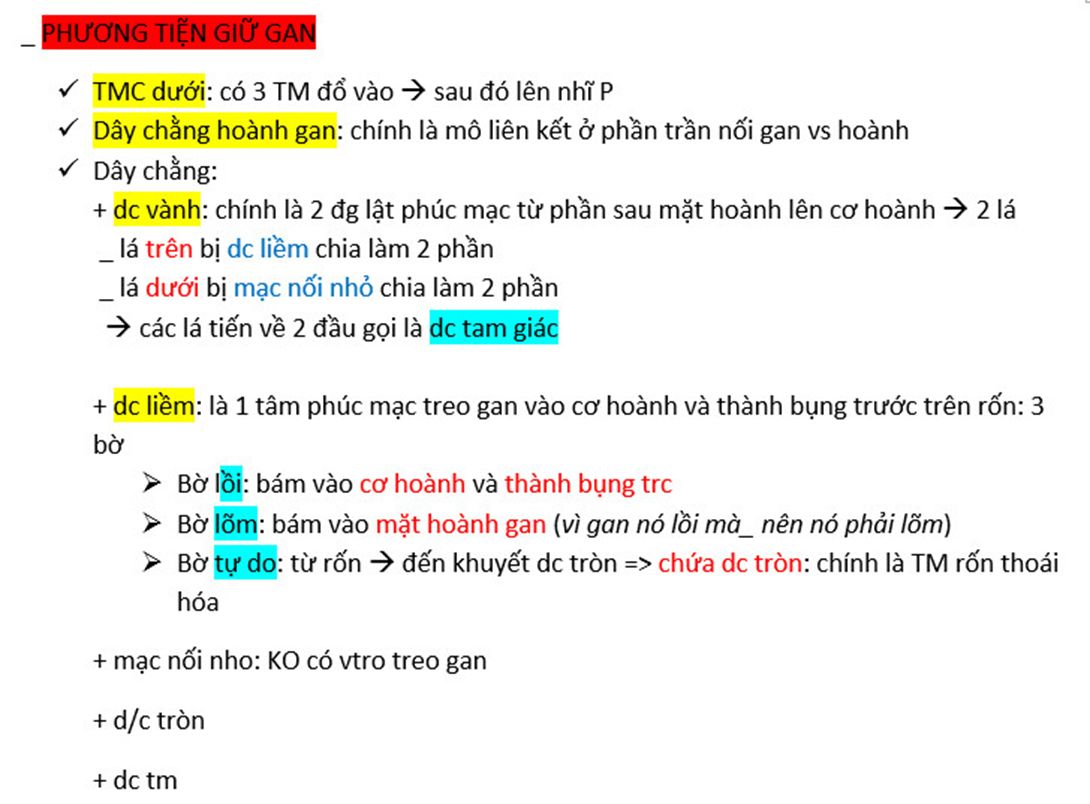 _ PHƯƠNG TIỆN GIỮ GAN
✓ TMC dưới: có 3 TM đổ vào → sau đó lên nhĩ P
✓ Dây chằng hoành gan: chính là mô liên kết ở phần trần nối gan vs hoành
✓ Dây chằng:
+ dc vành: chính là 2 đg lật phúc mạc từ phần sau mặt hoành lên cơ hoành → 2 lá
_ lá trên bị dc liềm chia làm 2 phần
_ lá dưới bị mạc nối nhỏ chia làm 2 phần
→ các lá tiến về 2 đầu gọi là dc tam giác
+ dc liềm: là 1 tâm phúc mạc treo gan vào cơ hoành và thành bụng trước trên rốn: 3
bờ
➢ Bờ lồi: bám vào cơ hoành và thành bụng trc
➢ Bờ lõm: bám vào mặt hoành gan (vì gan nó lồi mà_ nên nó phải lõm)
➢ Bờ tự do: từ rốn → đến khuyết dc tròn => chứa dc tròn: chính là TM rốn thoái
hóa
+ mạc nối nho: KO có vtro treo gan
+ d/c tròn
+ dc tm